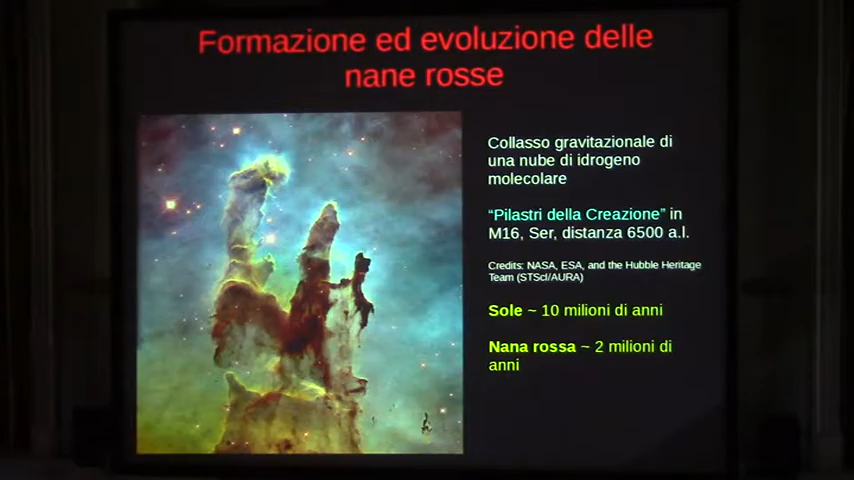 Formazione ed evoluzione delle
nane rosse
Collasso gravitazionale di
una nube di idrogeno
molecolare
“Pilastri della Creazione” in
M16, Ser, distanza 6500 a.l.
Credits: NASA, ESA, and the Hubble Heritage
Team (STScI/AURA)
Sole ~ 10 milioni di anni
Nana rossa ~ 2 milioni di
anni